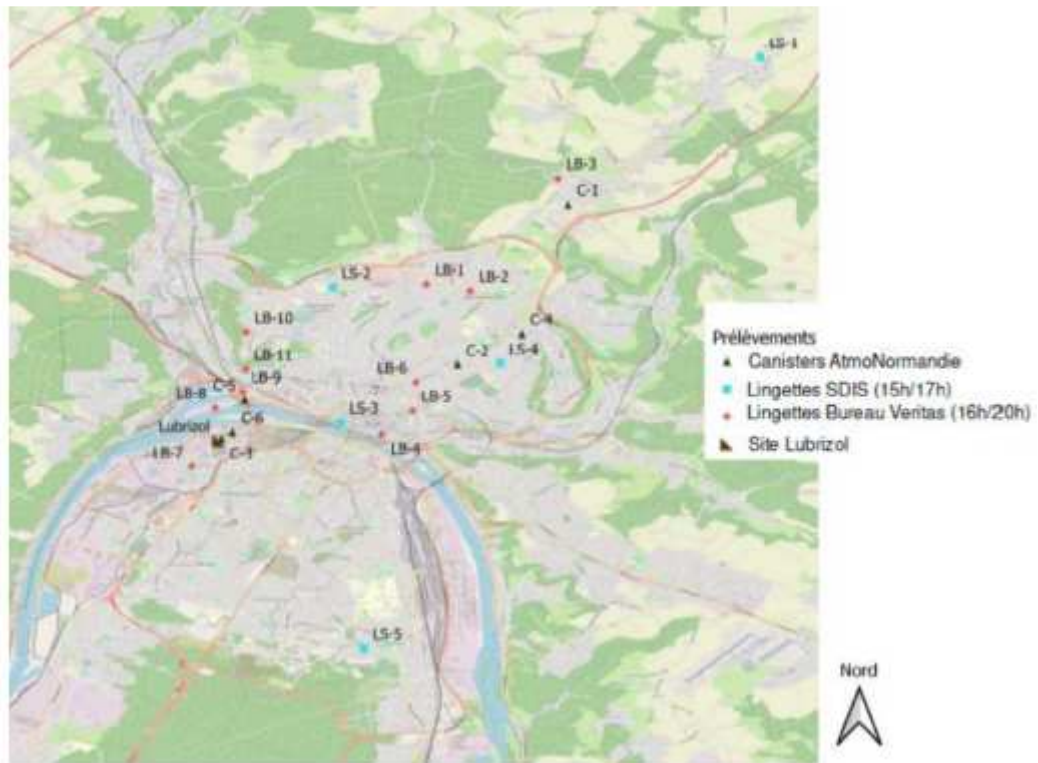 LS-1
LB-3
C-1
LS-2
LB-1
LB-2
LB-10
C-4
LS-4
C-2
LB-11
LB-6
C-5
LB-9
LB-8
LB-5
LS-3
C-6
Lubrizol
C-3
LB-4
LB-7
LS-5
Prélèvements
Canisters AtmoNormandie
Lingettes SDIS (15h/17h)
Lingettes Bureau Veritas (16h/20h)
Site Lubrizol
Nord